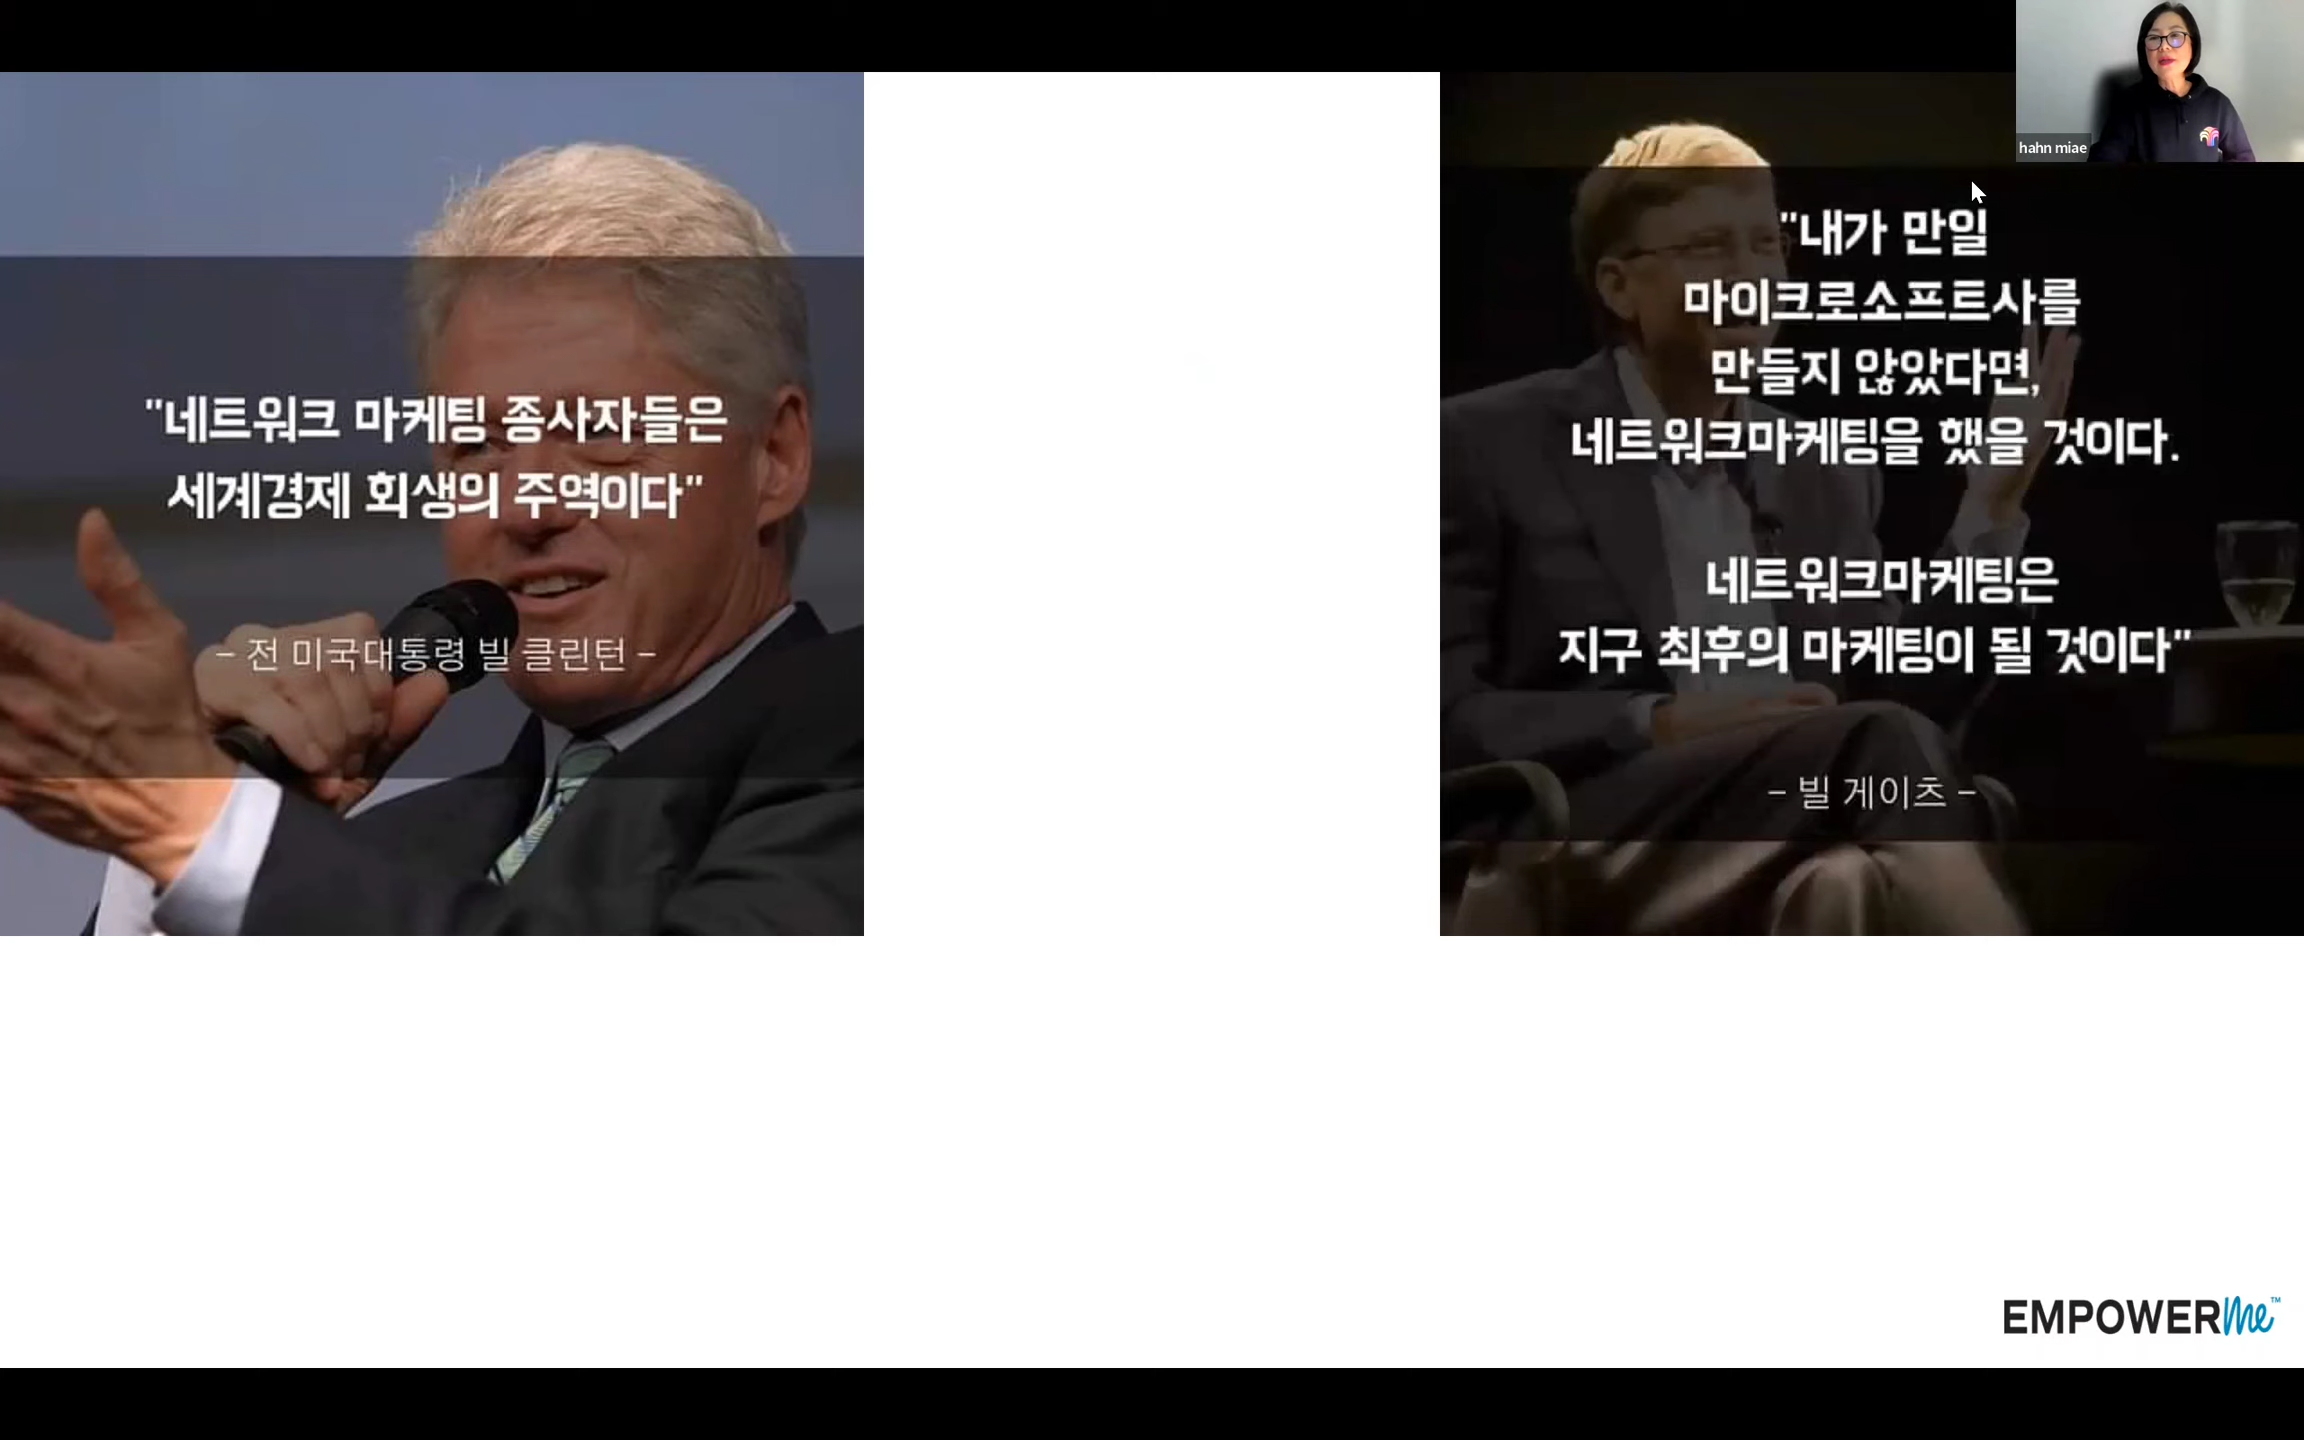 "네트워크 마케팅 종사자들은
세계경제 회생의 주역이다"
– 전 미국대통령 빌 클린턴 –
hahn miae
"내가 만일
마이크로소프트사를
만들지 않았다면,
네트워크마케팅을 했을 것이다.
네트워크마케팅은
지구 최후의 마케팅이 될 것이다"
– 빌 게이츠 –
EMPOWERme™